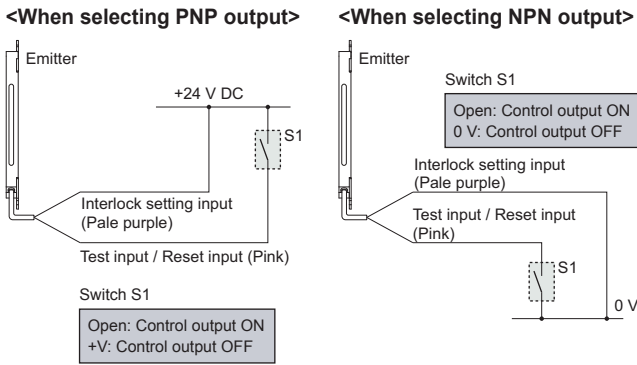 <When selecting PNP output>
Emitter
+24 V DC
S1
Interlock setting input
(Pale purple)
Test input / Reset input (Pink)
Switch S1
Open: Control output ON
+V: Control output OFF
<When selecting NPN output>
Emitter
Switch S1
Open: Control output ON
0 V: Control output OFF
Interlock setting input
(Pale purple)
Test input / Reset input
(Pink)
S1
0 V